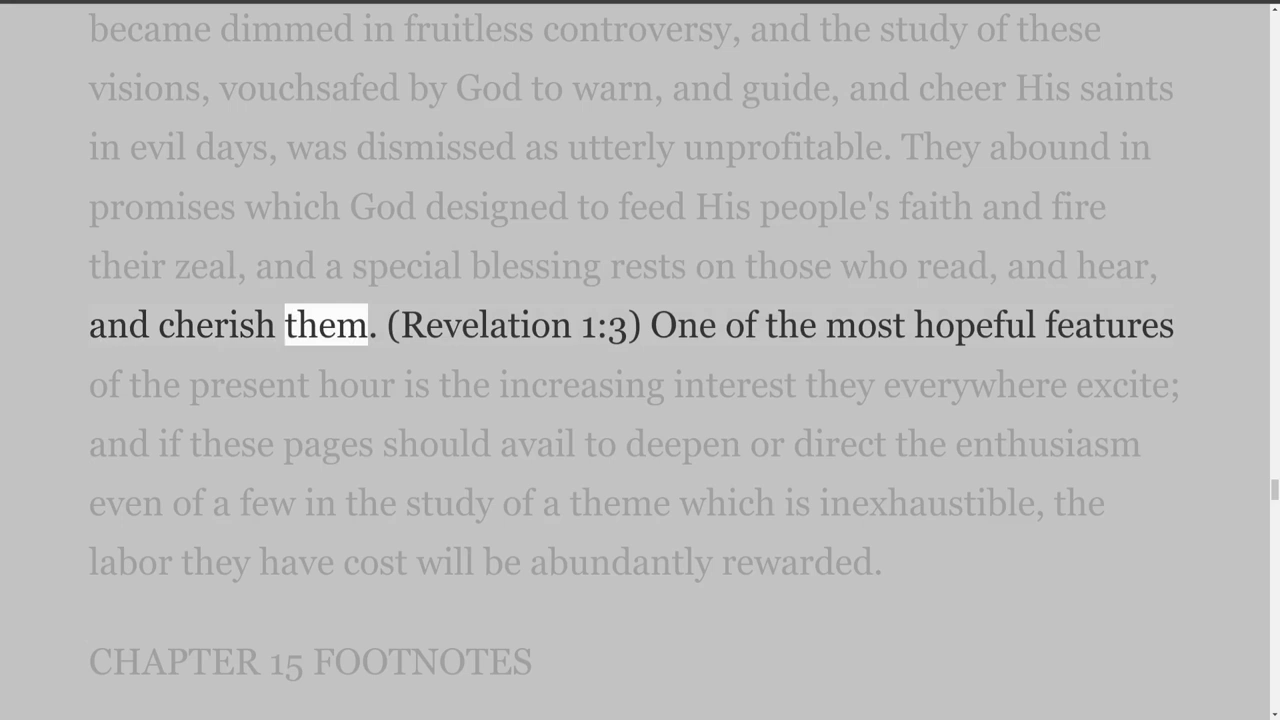 became dimmed in fruitless controversy, and the study of these
visions, vouchsafed by God to warn, and guide, and cheer His saints
in evil days, was dismissed as utterly unprofitable. They abound in
promises which God designed to feed His people's faith and fire
their zeal, and a special blessing rests on those who read, and hear,
and cherish them. (Revelation 1:3) One of the most hopeful features
of the present hour is the increasing interest they everywhere excite;
and if these pages should avail to deepen or direct the enthusiasm
even of a few in the study of a theme which is inexhaustible, the
labor they have cost will be abundantly rewarded.
CHAPTER 15 FOOTNOTES